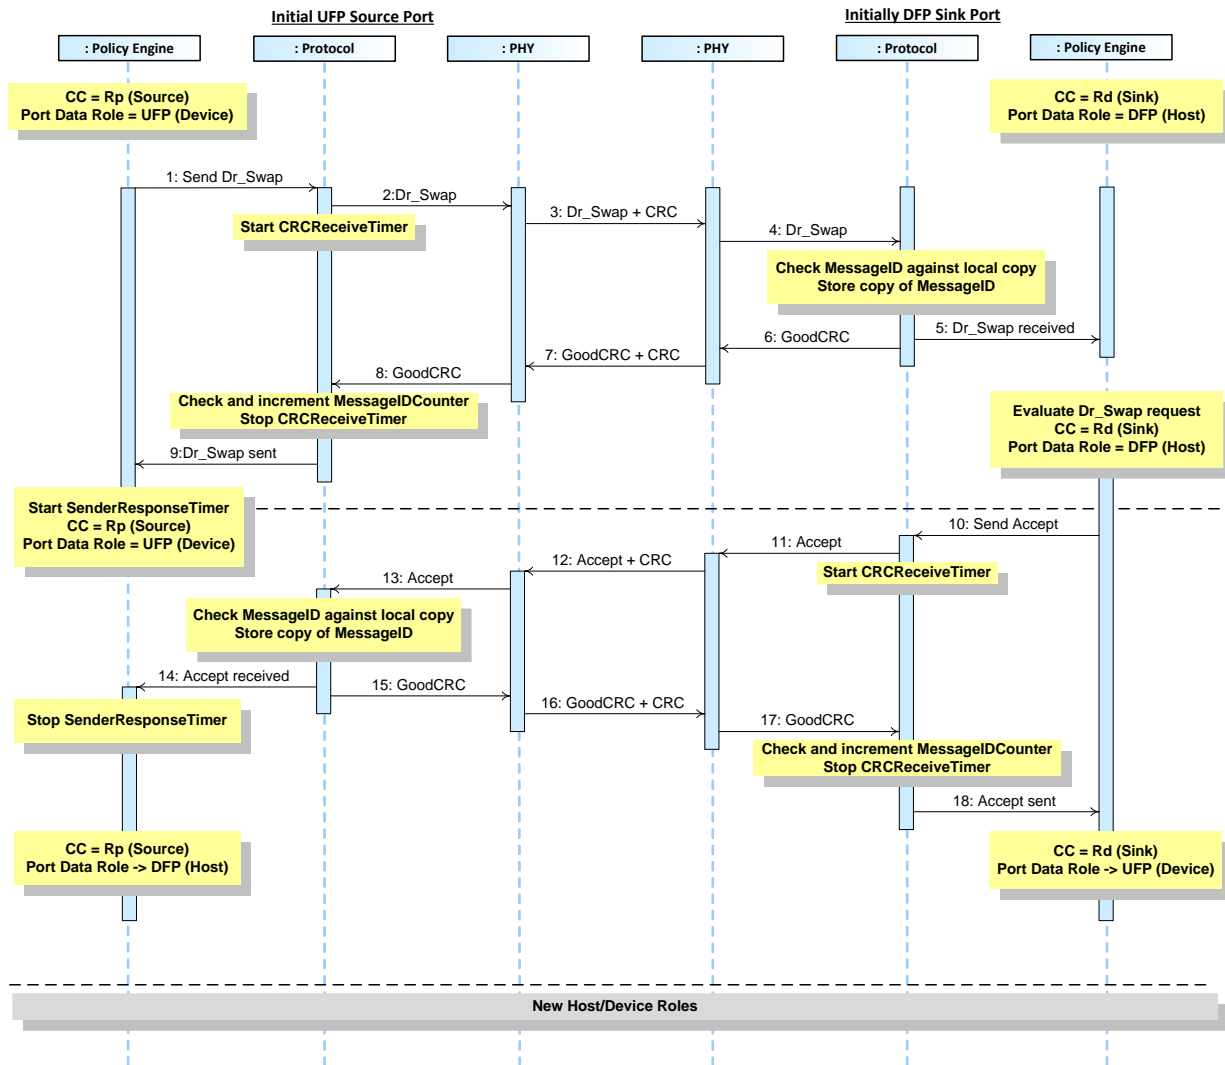 Initial UFP Source Port
Initially DFP Sink Port
: Policy Engine
: Protocol
: PHY
: PHY
: Protocol
: Policy Engine
CC = Rp (Source)
Port Data Role = UFP (Device)
CC = Rd (Sink)
Port Data Role = DFP (Host)
1: Send Dr_Swap
2:Dr_Swap
3: Dr_Swap + CRC
Start CRCReceiveTimer
4: Dr_Swap
Check MessageID against local copy
Store copy of MessageID
5: Dr_Swap received
6: GoodCRC
7: GoodCRC + CRC
8: GoodCRC
Check and increment MessageIDCounter
Stop CRCReceiveTimer
Evaluate Dr_Swap request
CC = Rd (Sink)
Port Data Role = DFP (Host)
9:Dr_Swap sent
Start SenderResponseTimer
CC = Rp (Source)
Port Data Role = UFP (Device)
10: Send Accept
11: Accept
12: Accept + CRC
Start CRCReceiveTimer
13: Accept
Check MessageID against local copy
Store copy of MessageID
14: Accept received
15: GoodCRC
16: GoodCRC + CRC
Stop SenderResponseTimer
17: GoodCRC
Check and increment MessageIDCounter
Stop CRCReceiveTimer
18: Accept sent
CC = Rp (Source)
Port Data Role -> DFP (Host)
CC = Rd (Sink)
Port Data Role -> UFP (Device)
New Host/Device Roles